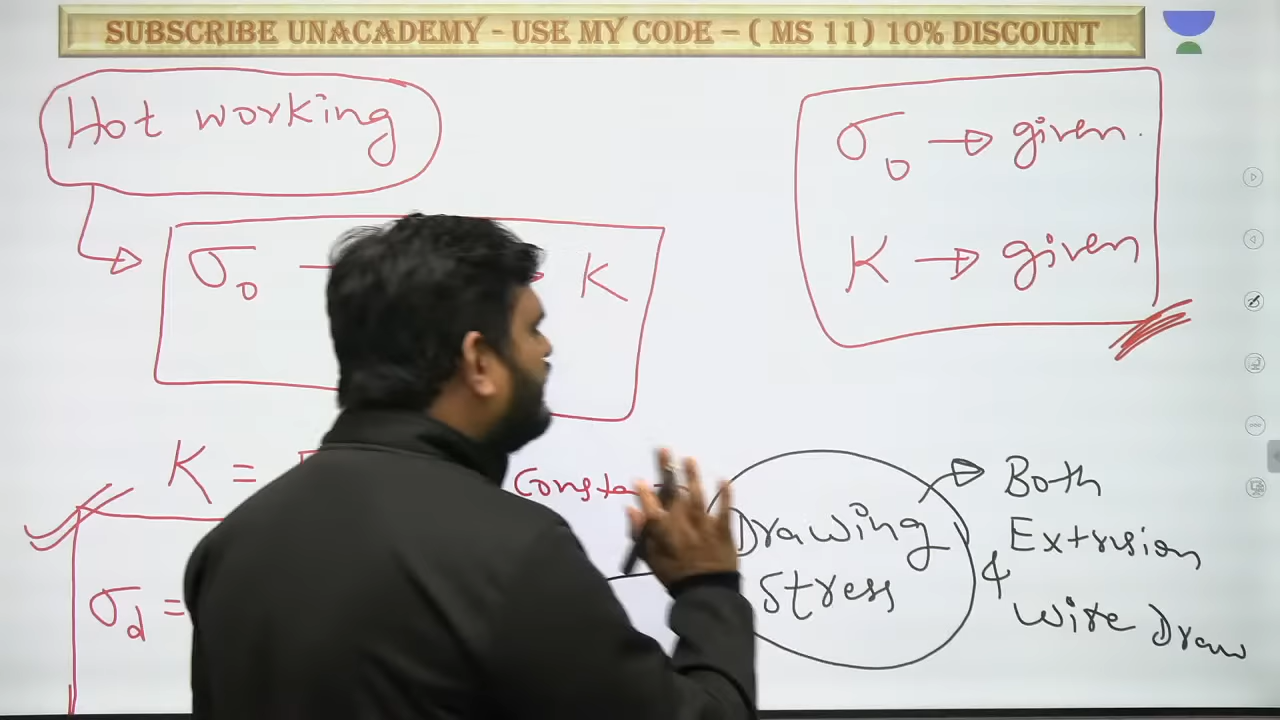 SUBSCRIBE UNACADEMY - USE MY CODE – ( MS 11) 10% DISCOUNT
Hot working
σ₀ → K
σ₀ → given.
K → given
K =
σd =
Drawing
Stress
→ Both
Extrusion
&
Wire Draw